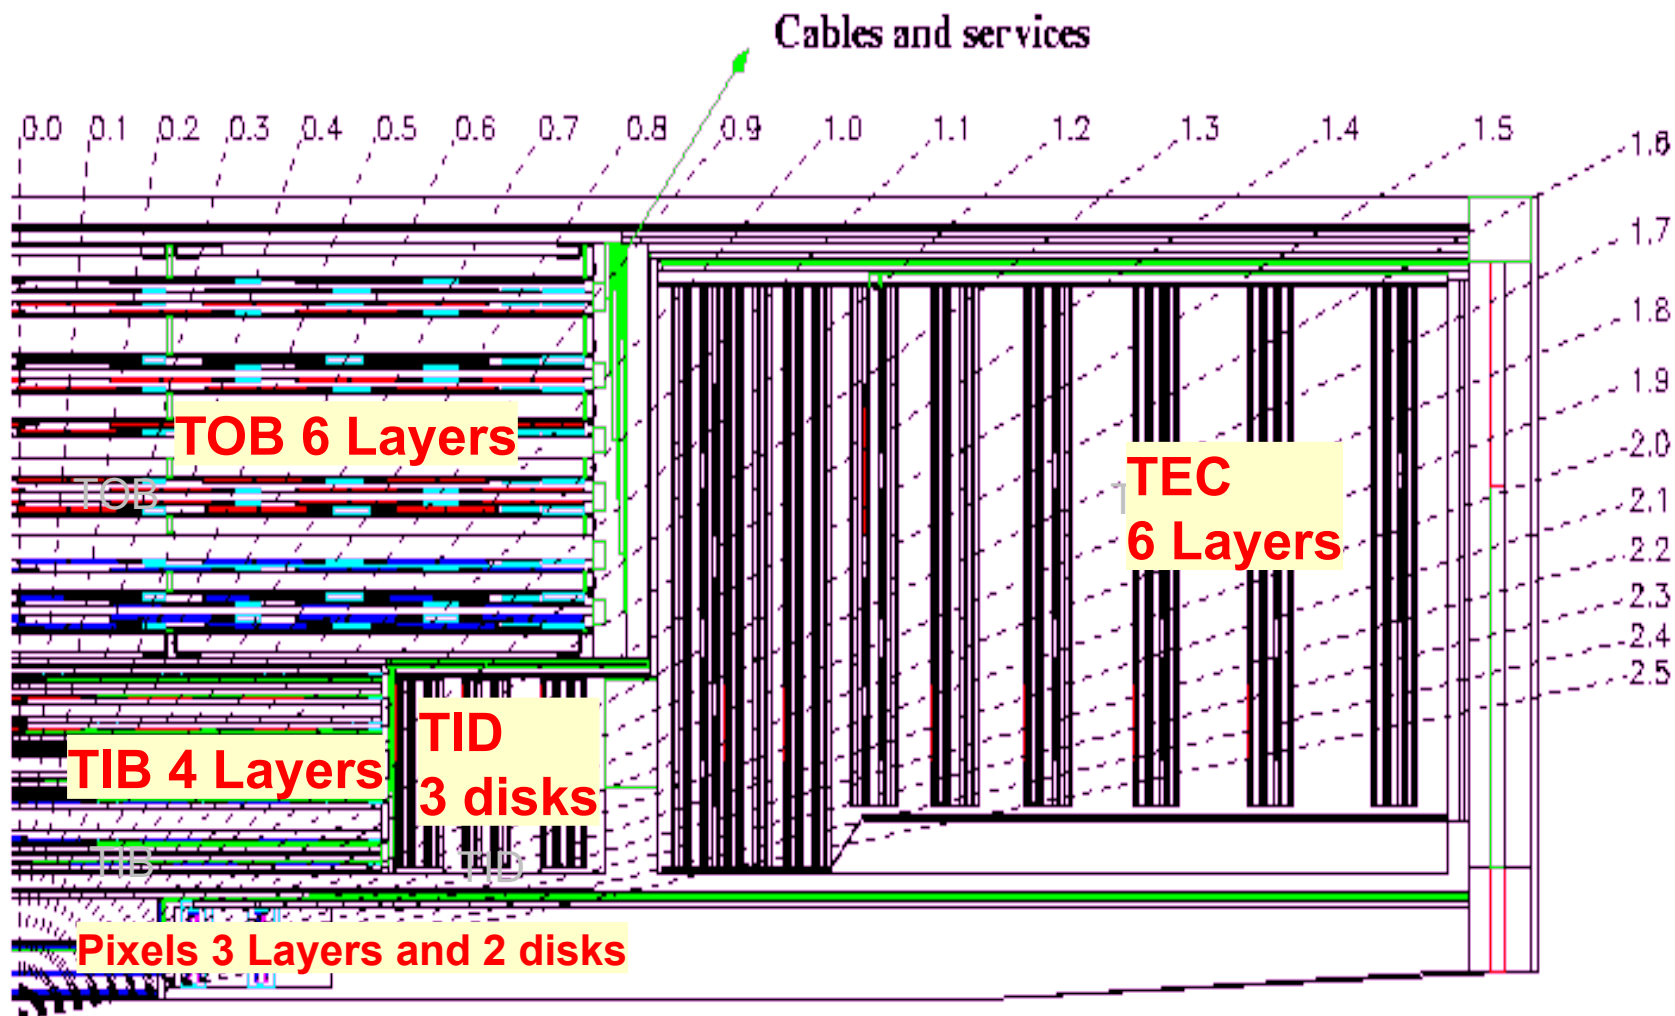 Cables and services
0.0 0.1 0.2 0.3 0.4 0.5 0.6 0.7 0.8 0.9 1.0 1.1 1.2 1.3 1.4 1.5
1.6
1.7
1.8
1.9
2.0
2.1
2.2
2.3
2.4
2.5
TOB 6 Layers
TOB
TEC
6 Layers
TID
3 disks
TIB 4 Layers
TIB
TID
Pixels 3 Layers and 2 disks